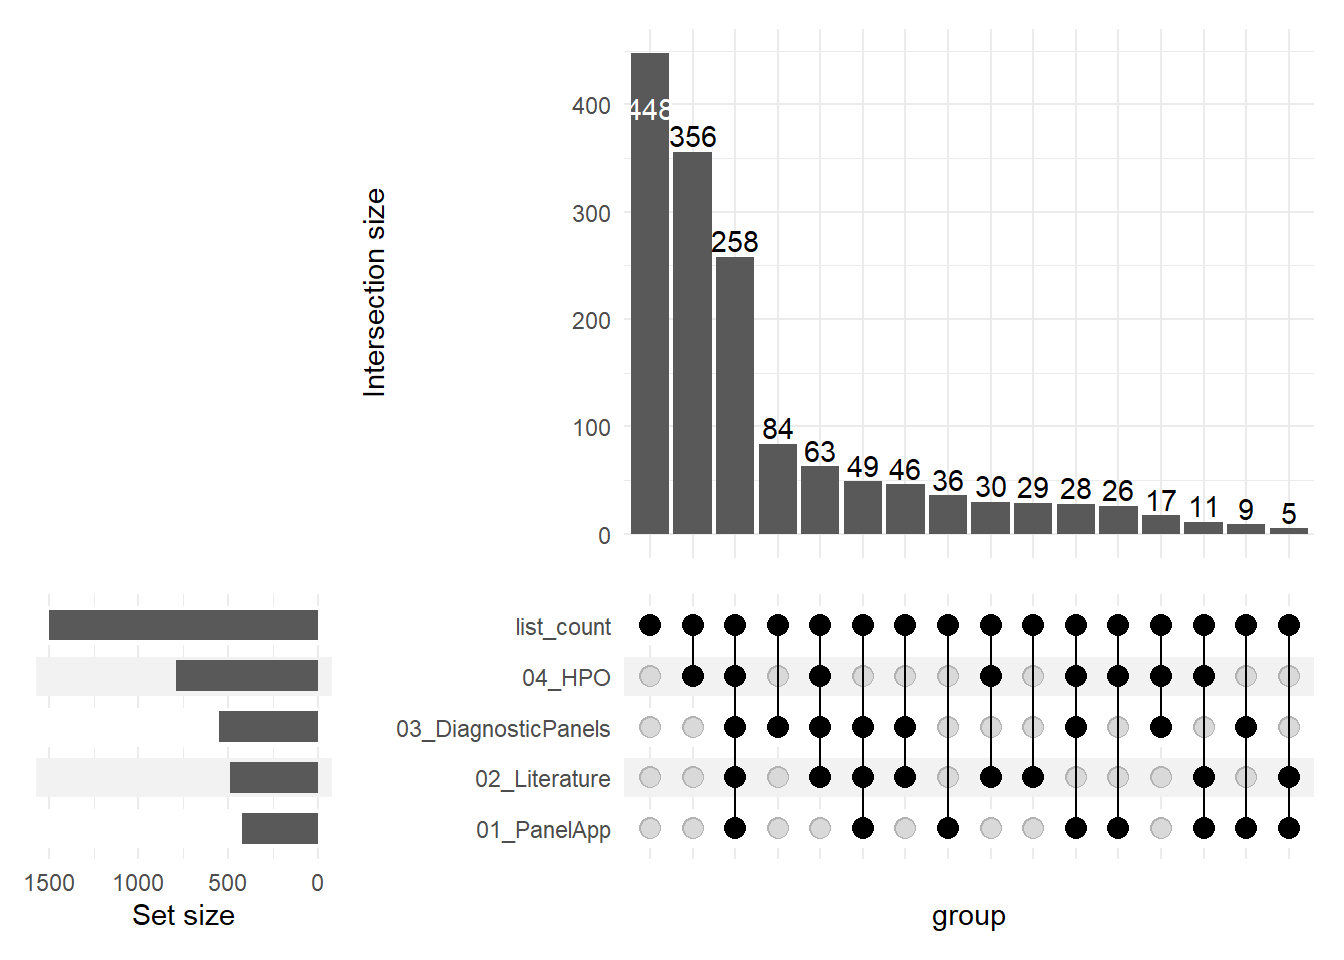 400
300
200
100
0
Intersection size
448
356
258
84
63
49
46
36
30
29
28
26
17
11
9
5
list_count
04_HPO
03_DiagnosticPanels
02_Literature
01_PanelApp
1500 1000 500 0
Set size
group